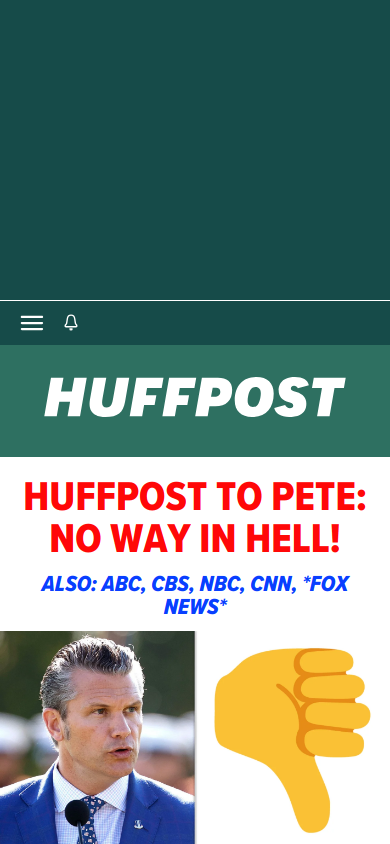 HUFFPOST
HUFFPOST TO PETE:
NO WAY IN HELL!
ALSO: ABC, CBS, NBC, CNN, *FOX
NEWS*